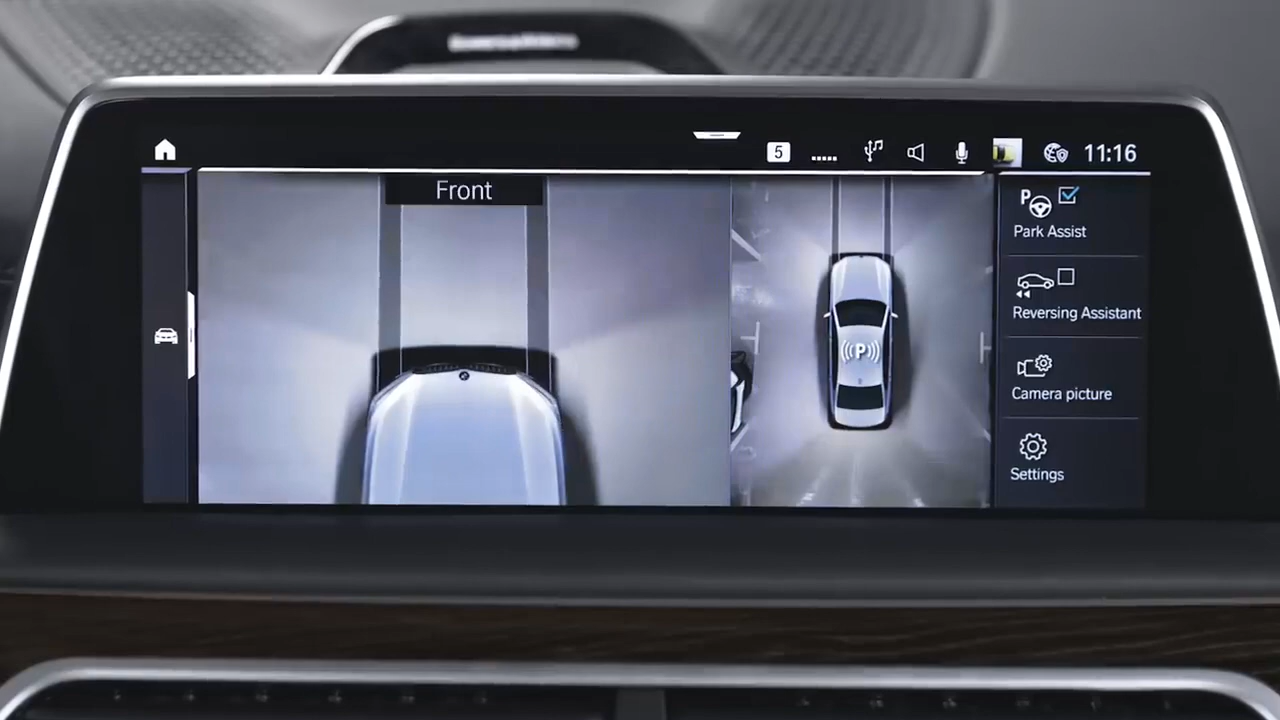 5
11:16
Front
P
Park Assist
Reversing Assistant
P
Camera picture
Settings